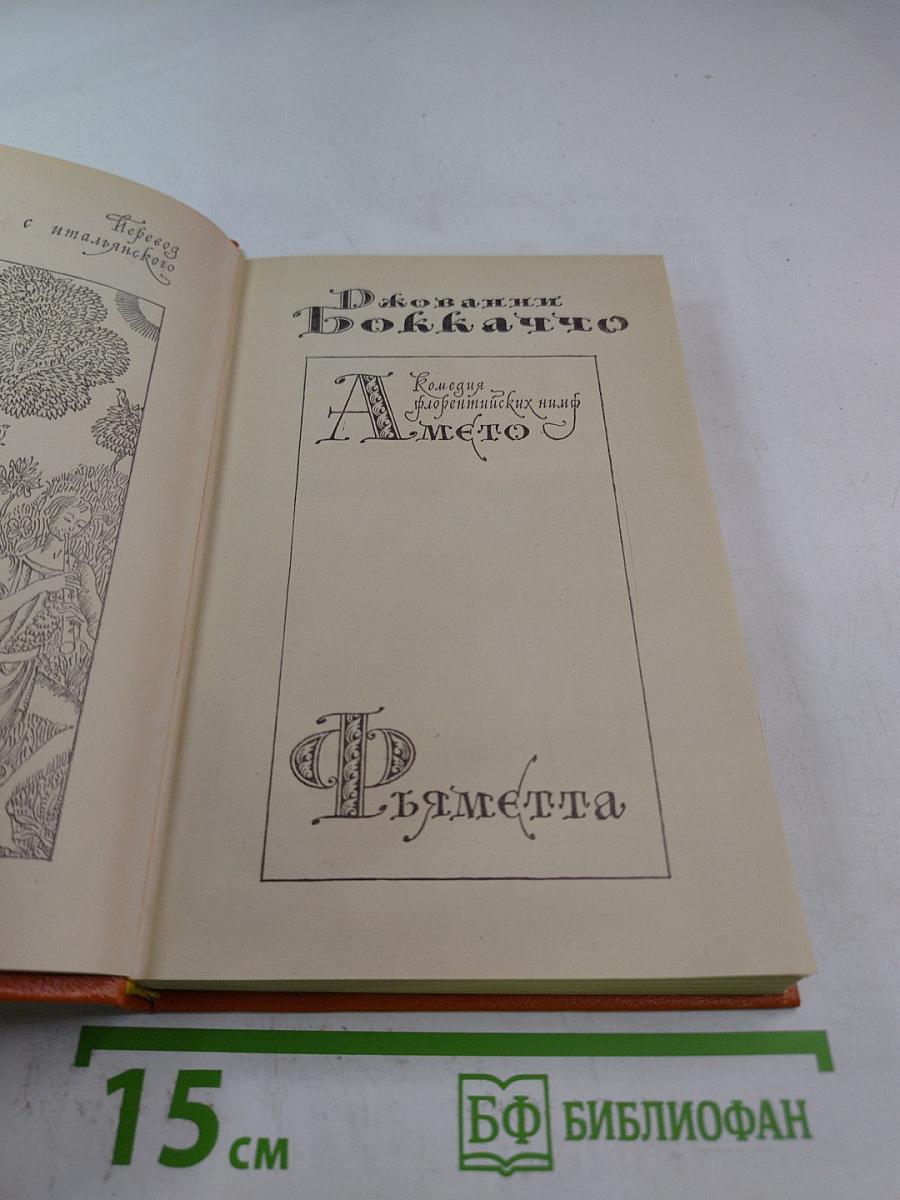 Перевод
с итальянского
Джованни
Боккаччо
Комедия
флорентийских нимф
Амето
Фьяметта
15 см
БФ БИБЛИОФАН